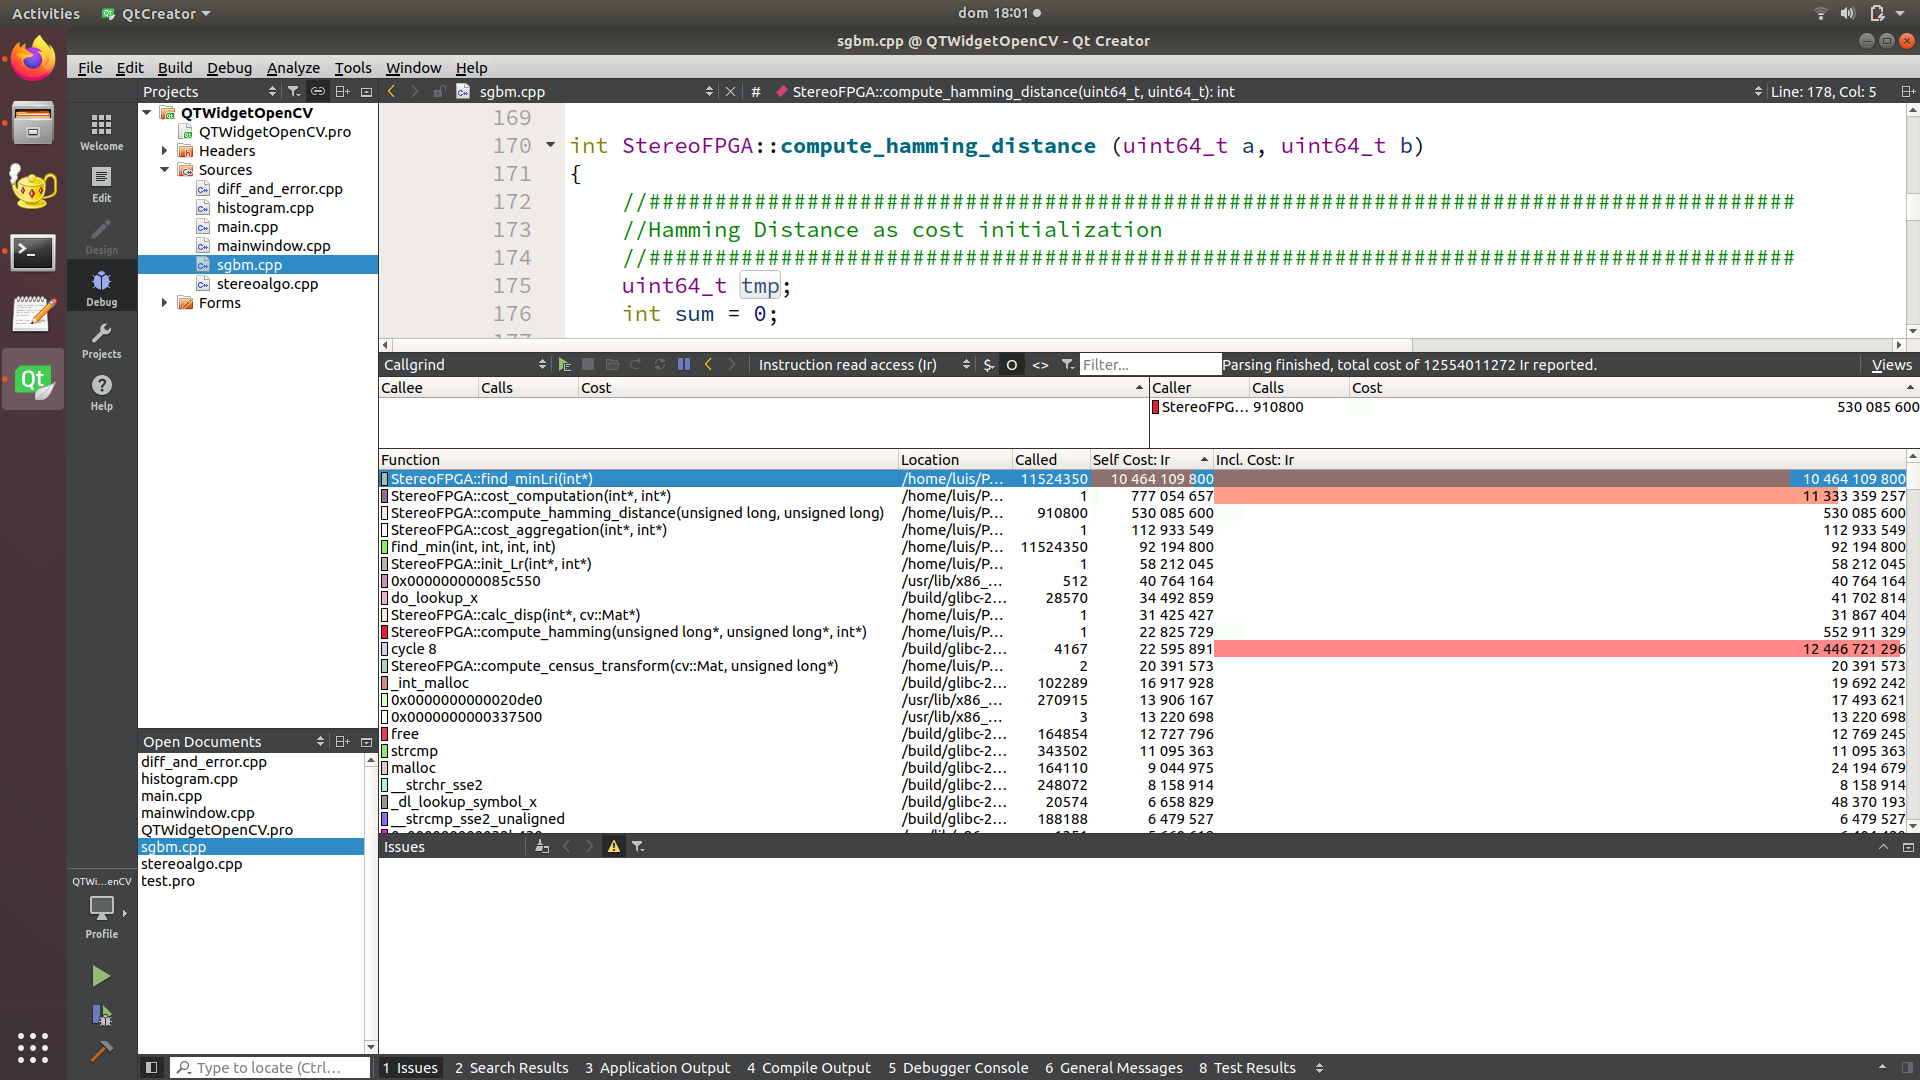 Activities QtCreator dom 18:01
sgbm.cpp @ QTWidgetOpenCV - Qt Creator
File Edit Build Debug Analyze Tools Window Help
Projects
sgbm.cpp # StereoFPGA::compute_hamming_distance(uint64_t, uint64_t): int Line: 178, Col: 5
Welcome
Edit
Design
Debug
Projects
Help
QTWi...enCV
Profile
QTWidgetOpenCV
QTWidgetOpenCV.pro
Headers
Sources
diff_and_error.cpp
histogram.cpp
main.cpp
mainwindow.cpp
sgbm.cpp
stereoalgo.cpp
Forms
Open Documents
diff_and_error.cpp
histogram.cpp
main.cpp
mainwindow.cpp
QTWidgetOpenCV.pro
sgbm.cpp
stereoalgo.cpp
test.pro
169
170 int StereoFPGA::compute_hamming_distance (uint64_t a, uint64_t b)
171 {
172 //#######################################################################################
173 //Hamming Distance as cost initialization
174 //#######################################################################################
175 uint64_t tmp;
176 int sum = 0;
Callgrind Instruction read access (Ir) $ O <> Filter... Parsing finished, total cost of 12554011272 Ir reported. Views
Callee Calls Cost Caller Calls Cost
StereoFPG... 910800 530 085 600
Function Location Called Self Cost: Ir Incl. Cost: Ir
StereoFPGA::find_minLri(int*) /home/luis/P... 11524350 10 464 109 800 10 464 109 800
StereoFPGA::cost_computation(int*, int*) /home/luis/P... 1 777 054 657 11 333 359 257
StereoFPGA::compute_hamming_distance(unsigned long, unsigned long) /home/luis/P... 910800 530 085 600 530 085 600
StereoFPGA::cost_aggregation(int*, int*) /home/luis/P... 1 112 933 549 112 933 549
find_min(int, int, int, int) /home/luis/P... 11524350 92 194 800 92 194 800
StereoFPGA::init_Lr(int*, int*) /home/luis/P... 1 58 212 045 58 212 045
0x000000000085c550 /usr/lib/x86_... 512 40 764 164 40 764 164
do_lookup_x /build/glibc-2... 28570 34 492 859 41 702 814
StereoFPGA::calc_disp(int*, cv::Mat*) /home/luis/P... 1 31 425 427 31 867 404
StereoFPGA::compute_hamming(unsigned long*, unsigned long*, int*) /home/luis/P... 1 22 825 729 552 911 329
cycle 8 /build/glibc-2... 4167 22 595 891 12 446 721 296
StereoFPGA::compute_census_transform(cv::Mat, unsigned long*) /home/luis/P... 2 20 391 573 20 391 573
_int_malloc /build/glibc-2... 102289 16 917 928 19 692 242
0x0000000000020de0 /usr/lib/x86_... 270915 13 906 167 17 493 621
0x0000000000337500 /usr/lib/x86_... 3 13 220 698 13 220 698
free /build/glibc-2... 164854 12 727 796 12 769 245
strcmp /build/glibc-2... 343502 11 095 363 11 095 363
malloc /build/glibc-2... 164110 9 044 975 24 194 679
__strchr_sse2 /build/glibc-2... 248072 8 158 914 8 158 914
_dl_lookup_symbol_x /build/glibc-2... 20574 6 658 829 48 370 193
__strcmp_sse2_unaligned /build/glibc-2... 188188 6 479 527 6 479 527
Issues
Type to locate (Ctrl... 1 Issues 2 Search Results 3 Application Output 4 Compile Output 5 Debugger Console 6 General Messages 8 Test Results